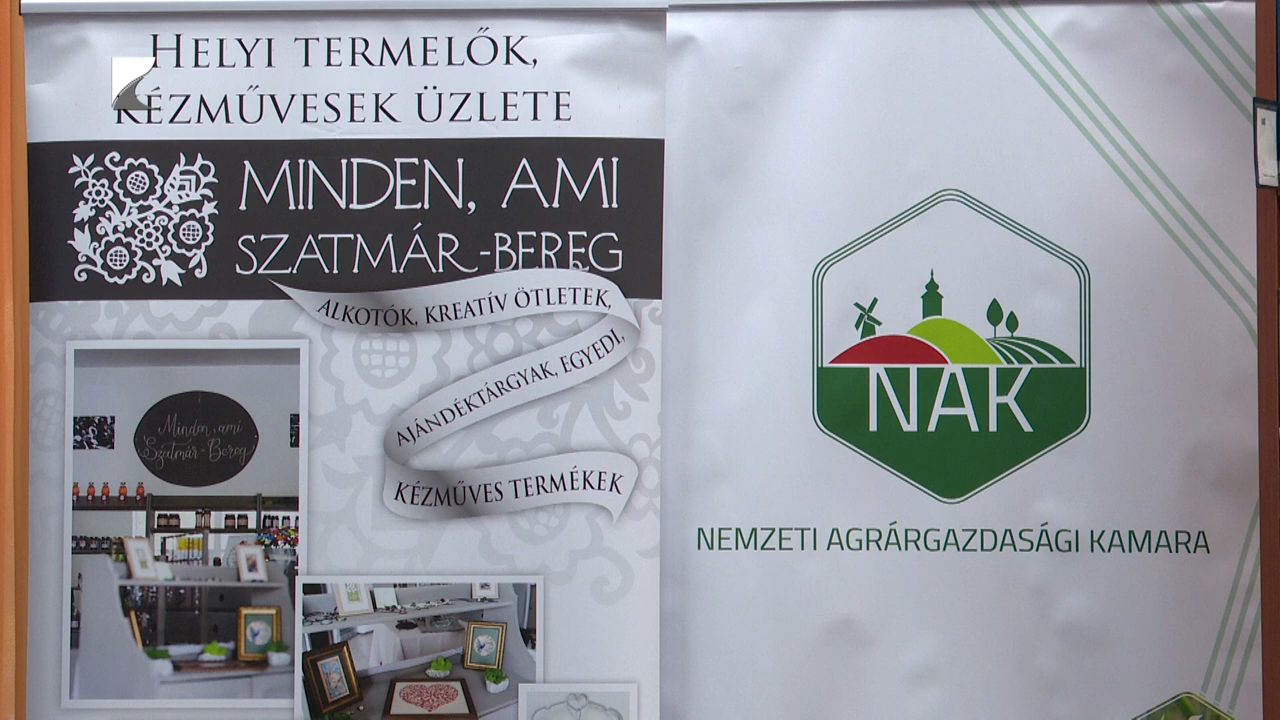 HELYI TERMELŐK,
KÉZMŰVESEK ÜZLETE
MINDEN, AMI
SZATMÁR-BEREG
ALKOTÓK, KREATÍV ÖTLETEK,
AJÁNDÉKTÁRGYAK, EGYEDI,
KÉZMŰVES TERMÉKEK
Minden, ami
Szatmár-Bereg
NAK
NEMZETI AGRÁRGAZDASÁGI KAMARA